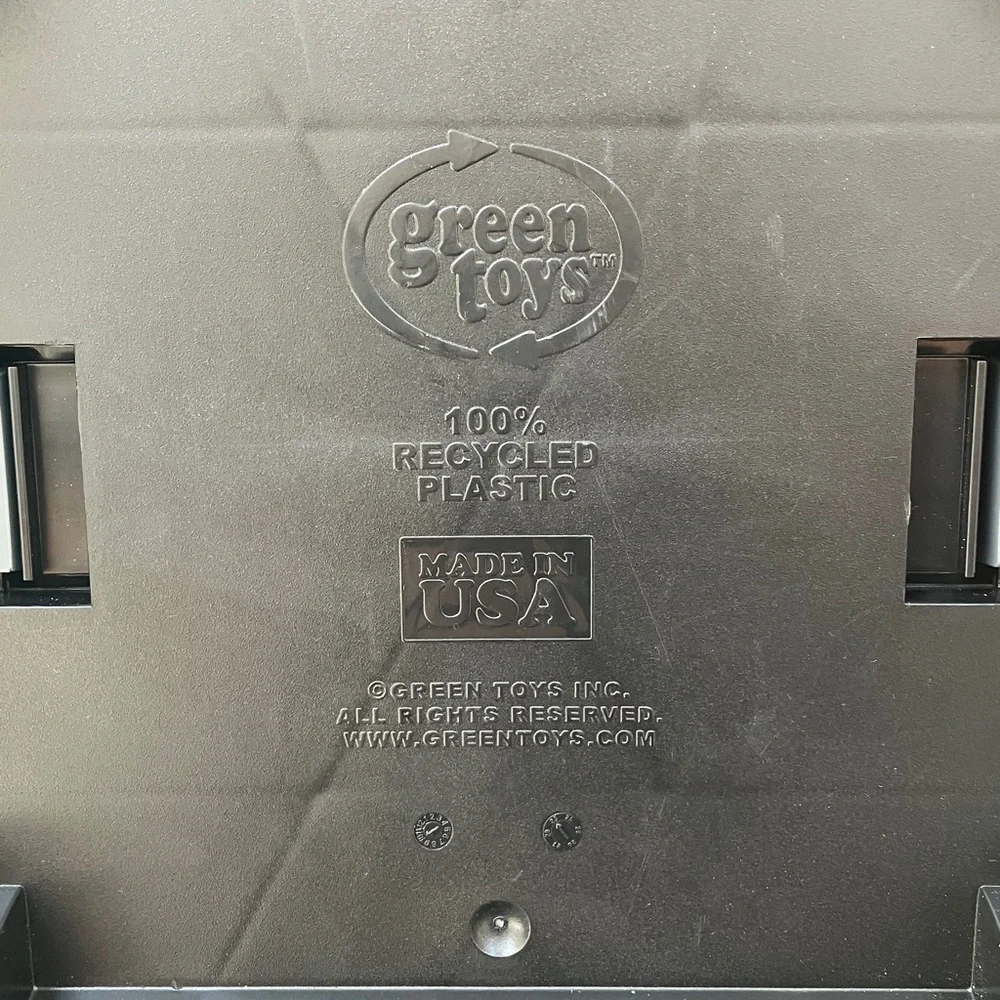 green
toys™
100%
RECYCLED
PLASTIC
MADE IN
USA
©GREEN TOYS INC.
ALL RIGHTS RESERVED.
WWW.GREENTOYS.COM